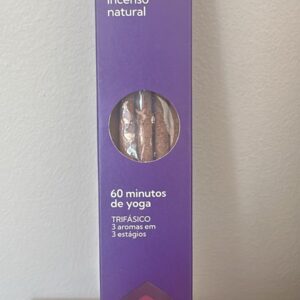 incenso
natural
60 minutos
de yoga
TRIFÁSICO
3 aromas em
3 estágios